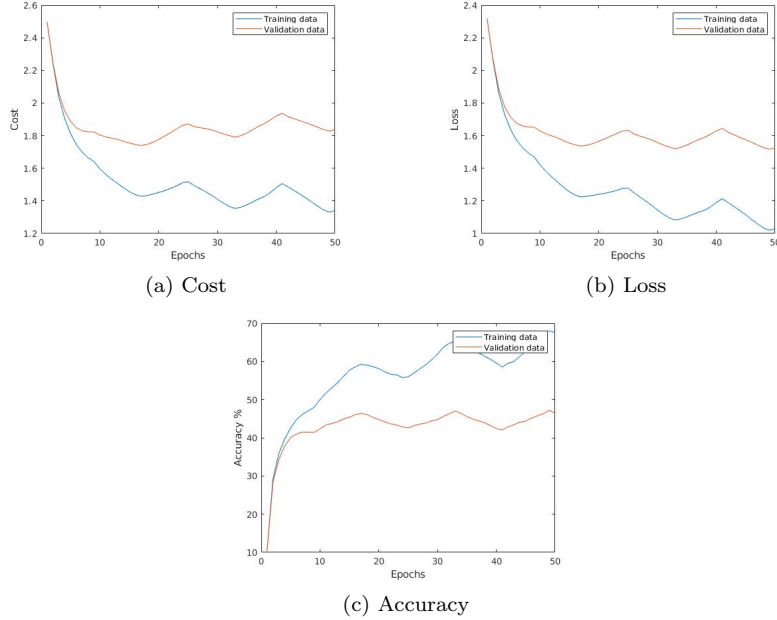 2.6
2.4
2.2
2
1.8
1.6
1.4
1.2
Cost
Training data
Validation data
0 10 20 30 40 50
Epochs
(a) Cost
2.4
2.2
2
1.8
1.6
1.4
1.2
1
Loss
Training data
Validation data
0 10 20 30 40 50
Epochs
(b) Loss
70
60
50
40
30
20
10
Accuracy %
Training data
Validation data
0 10 20 30 40 50
Epochs
(c) Accuracy